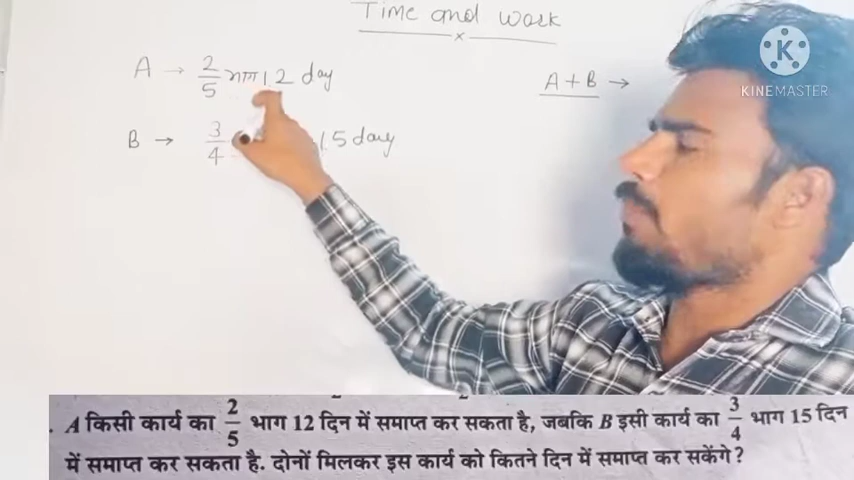 Time and work
A → 2/5 भाग 12 day
A + B →
KINEMASTER
B → 3/4 15 day
. A किसी कार्य का 2/5 भाग 12 दिन में समाप्त कर सकता है, जबकि B इसी कार्य का 3/4 भाग 15 दिन
में समाप्त कर सकता है. दोनों मिलकर इस कार्य को कितने दिन में समाप्त कर सकेंगे?